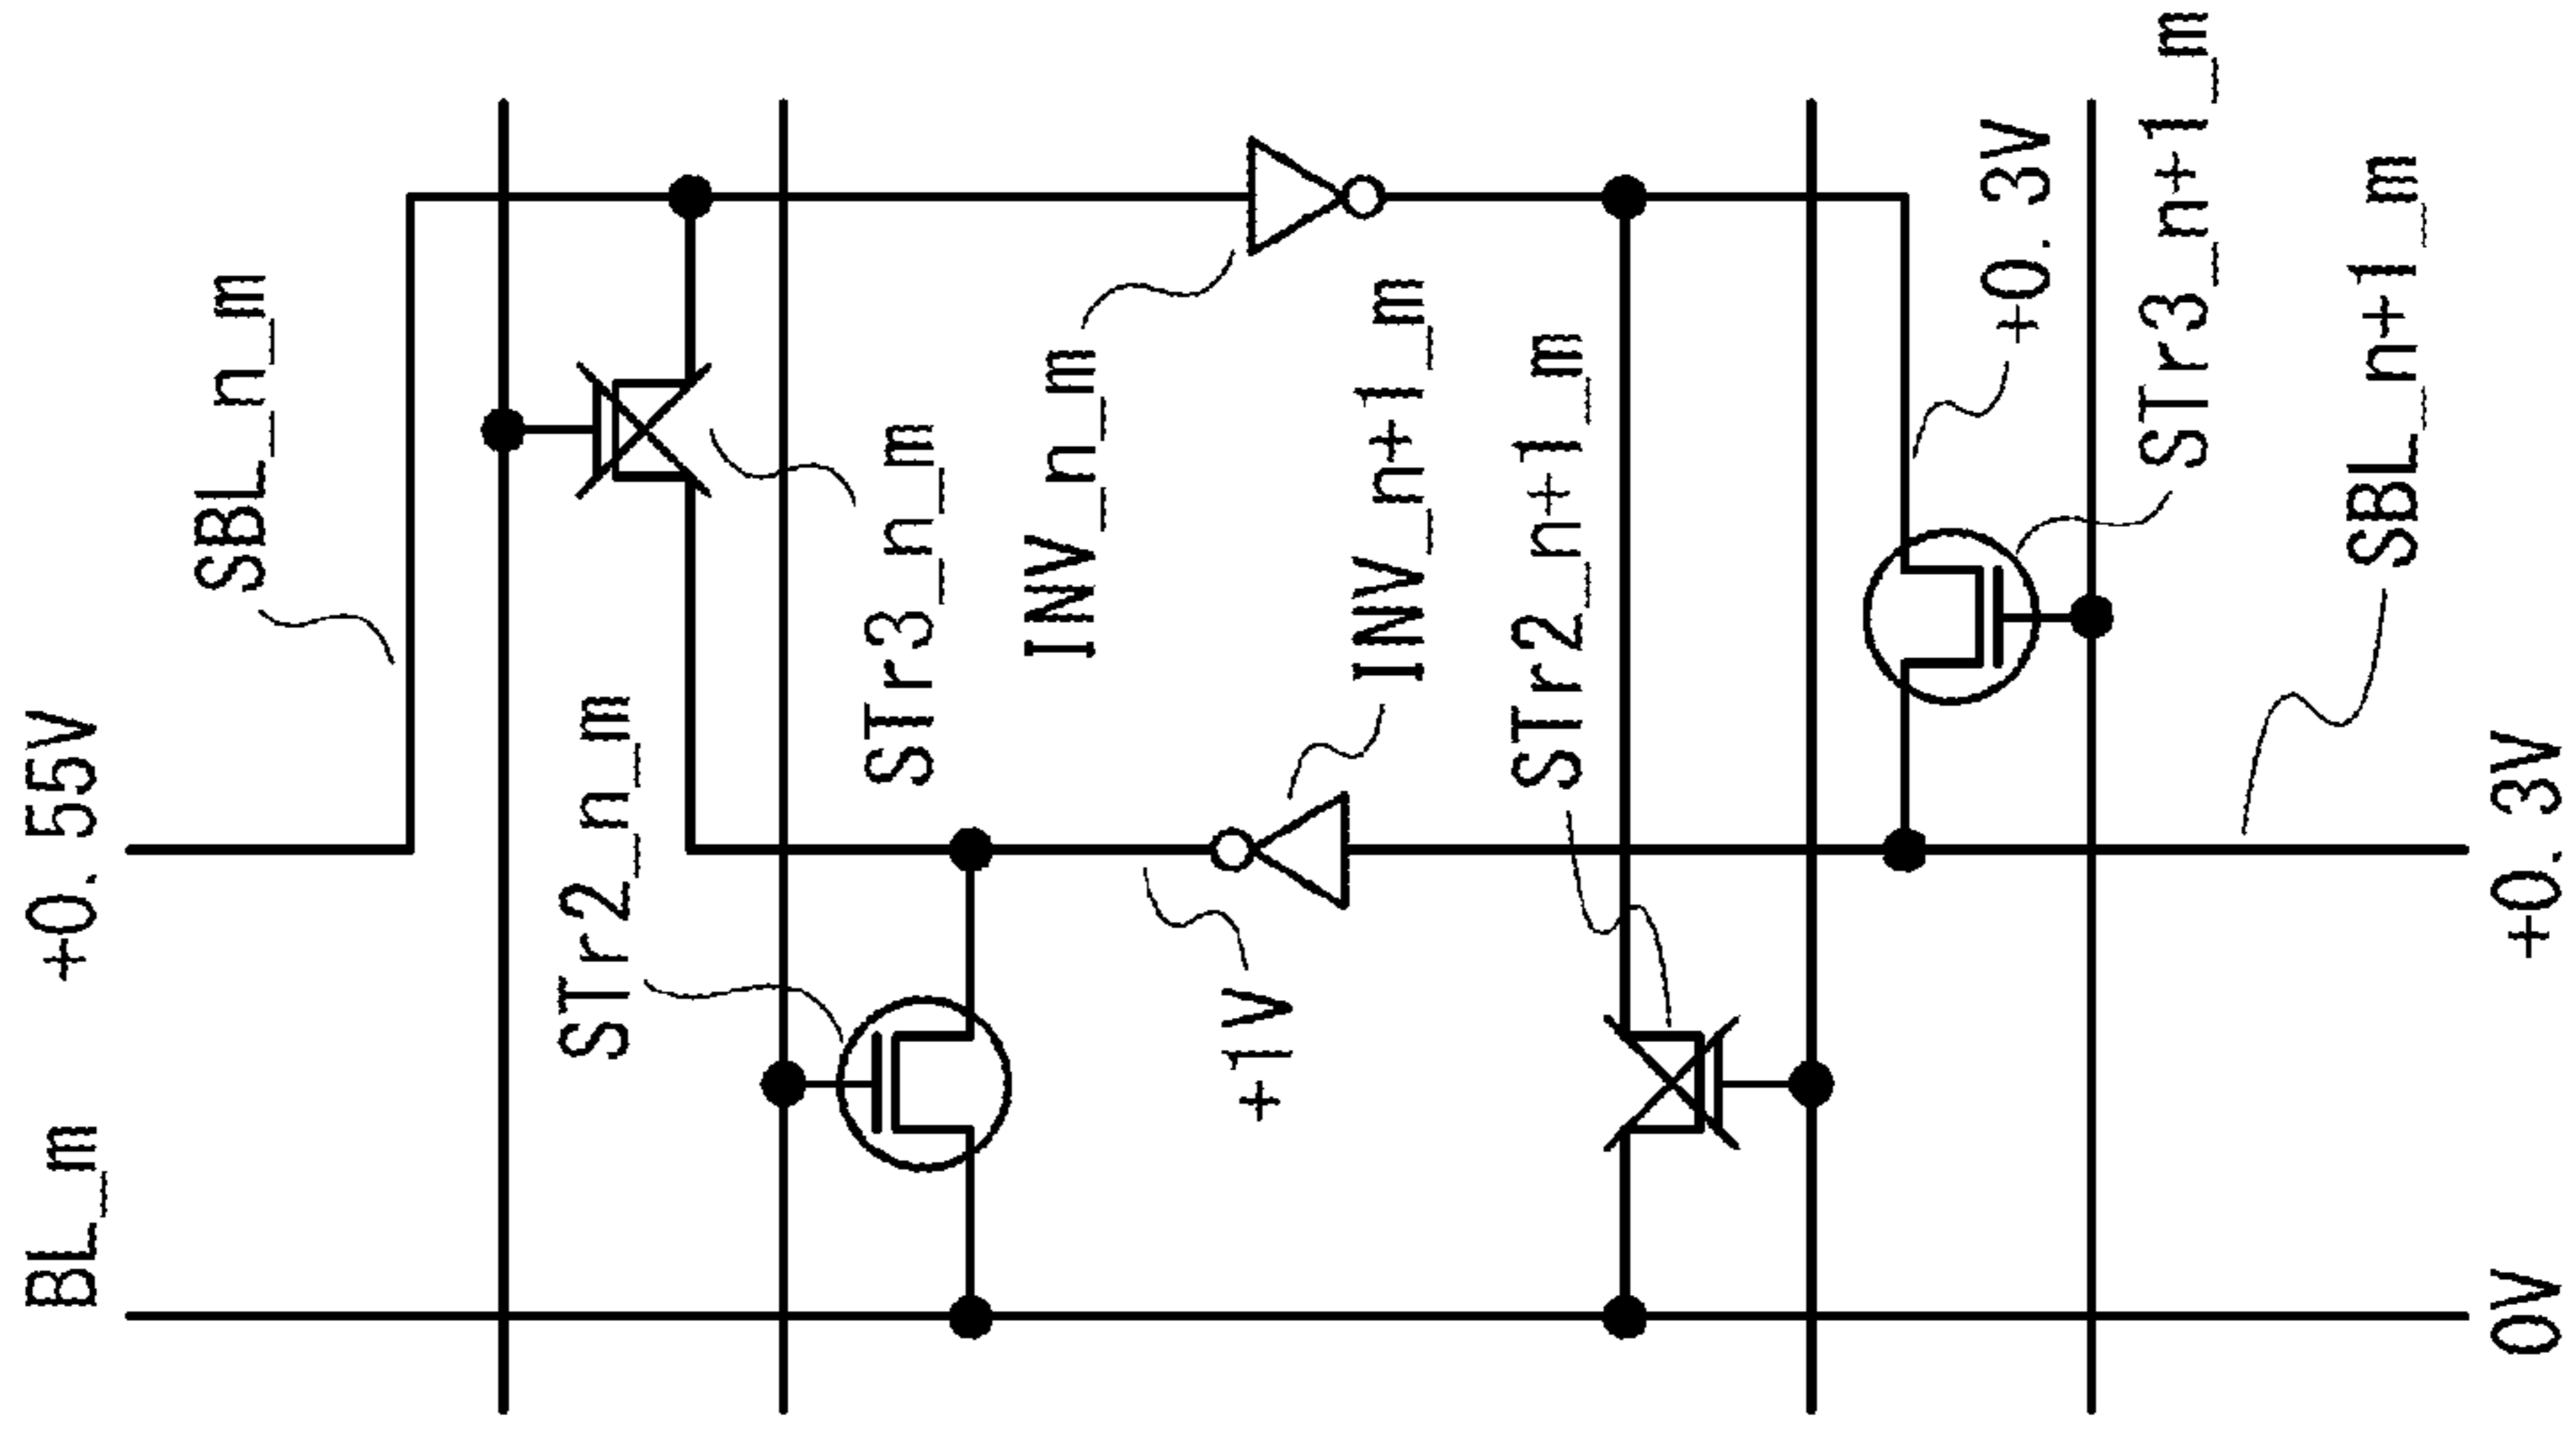 BL_m
+0. 55V
SBL_n_m
STr2_n_m
STr3_n_m
INV_n_m
+1V
INV_n+1_m
STr2_n+1_m
+0. 3V
STr3_n+1_m
SBL_n+1_m
0V
+0. 3V